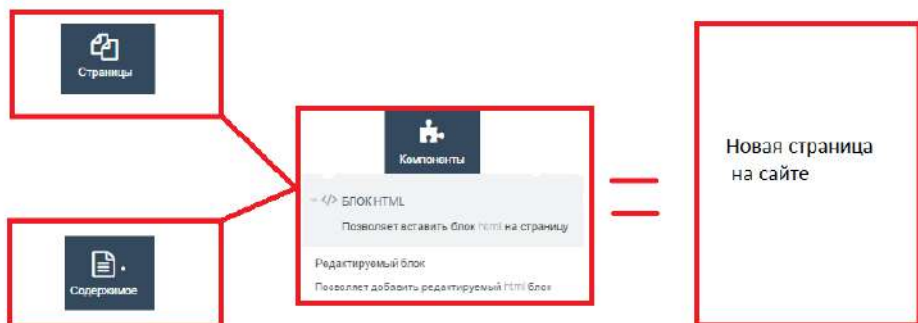 Страницы
Содержимое
Компоненты
</> БЛОК HTML
Позволяет вставить блок html на страницу
Редактируемый блок
Позволяет добавить редактируемый html блок
=
Новая страница
на сайте